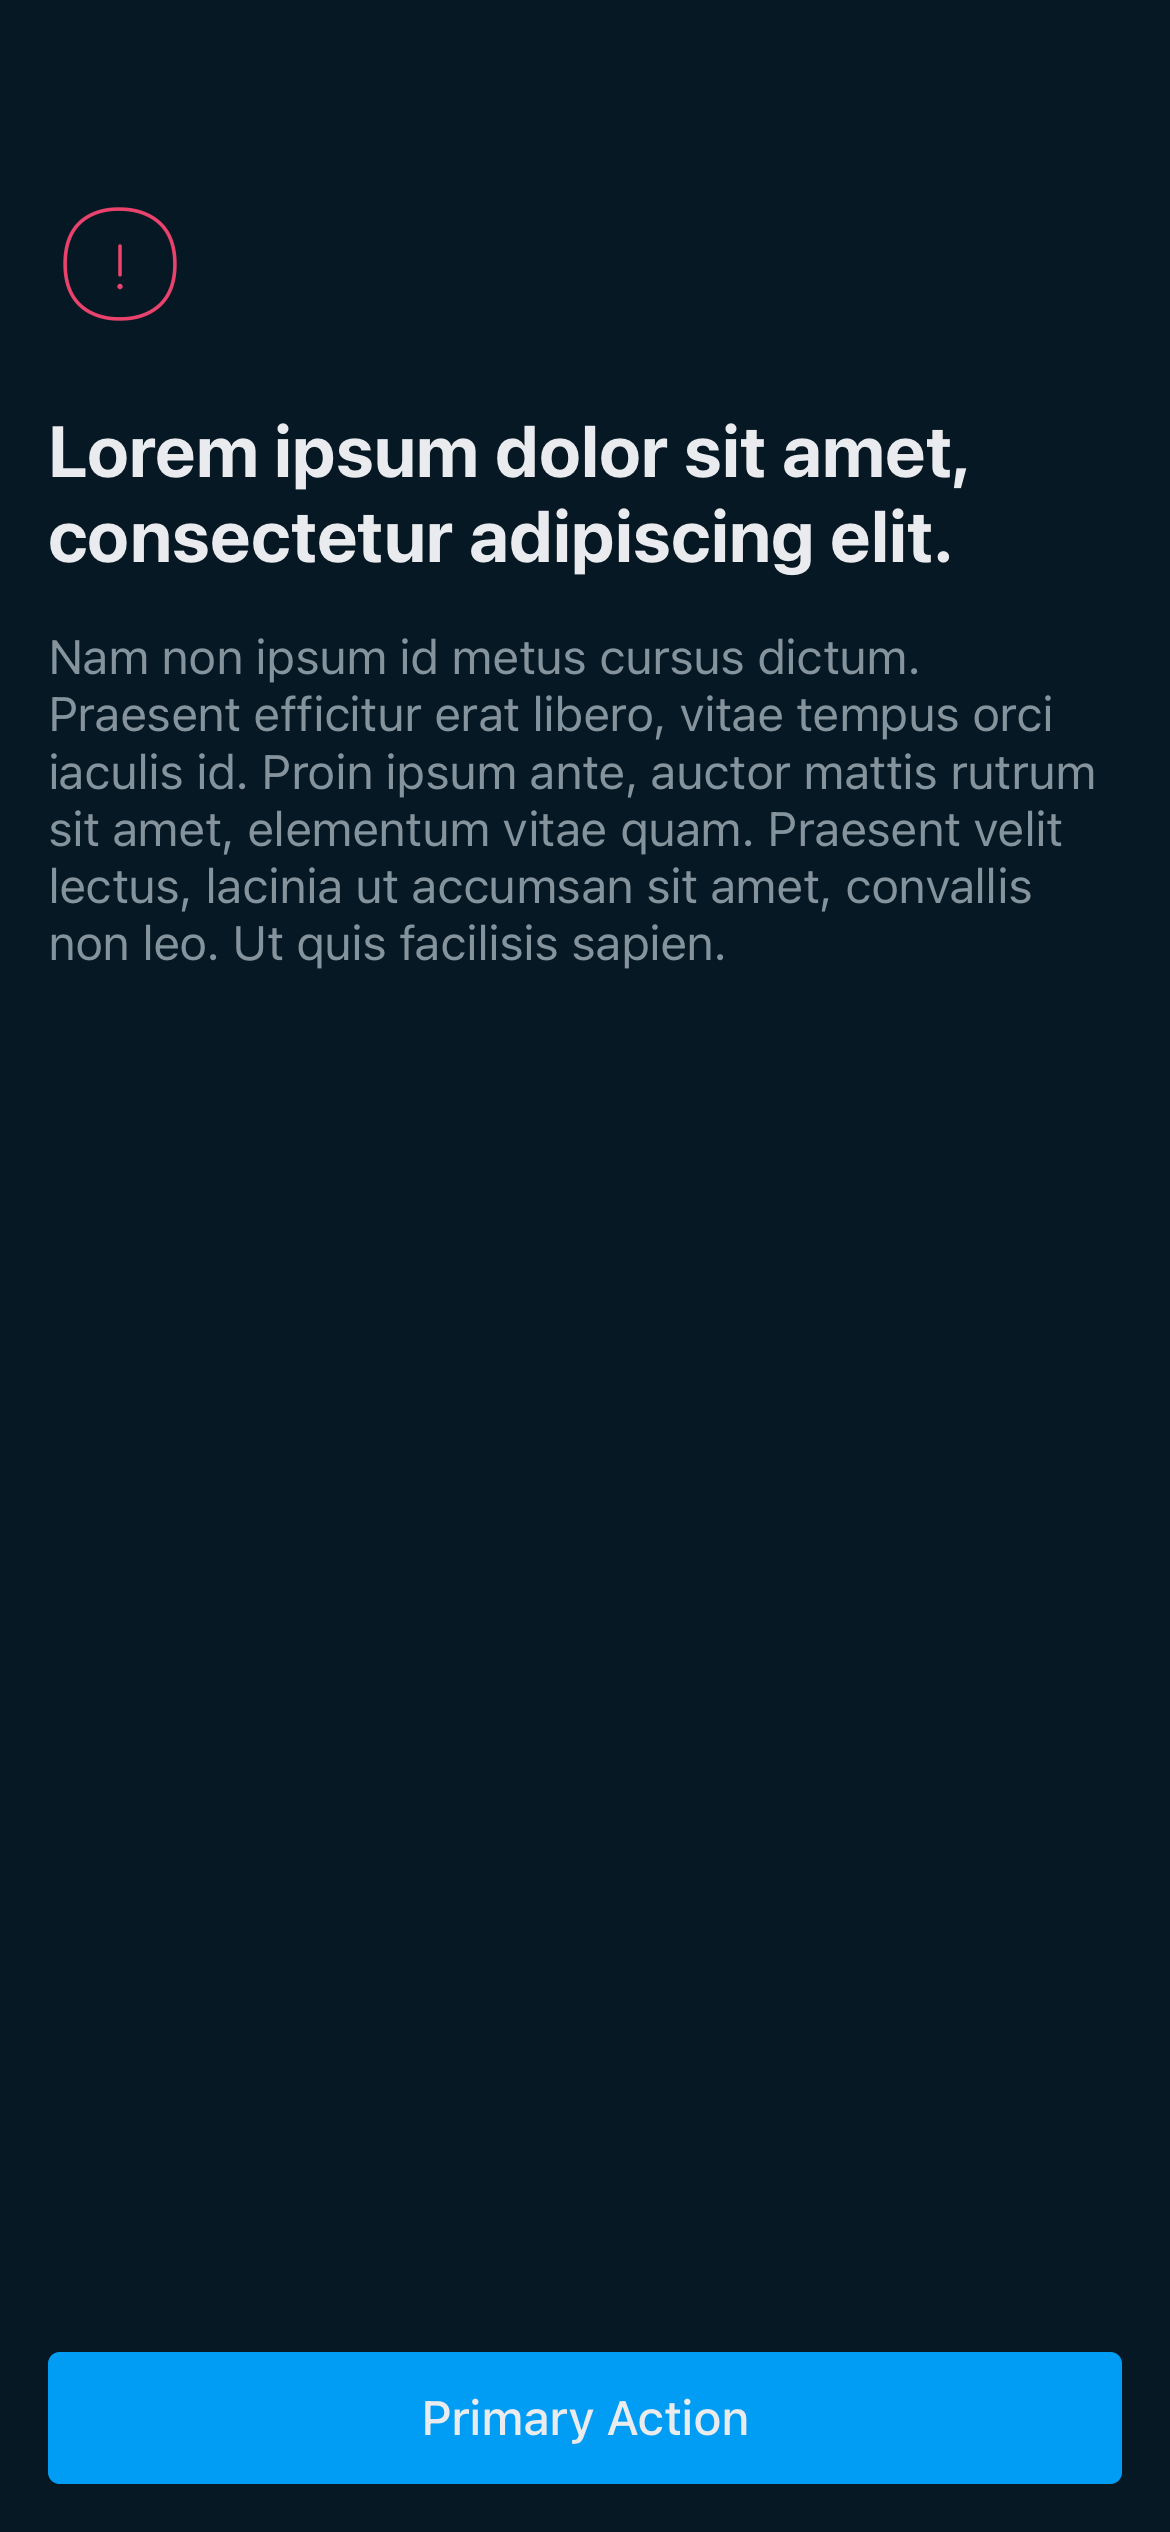 Lorem ipsum dolor sit amet,
consectetur adipiscing elit.
Nam non ipsum id metus cursus dictum.
Praesent efficitur erat libero, vitae tempus orci
iaculis id. Proin ipsum ante, auctor mattis rutrum
sit amet, elementum vitae quam. Praesent velit
lectus, lacinia ut accumsan sit amet, convallis
non leo. Ut quis facilisis sapien.
Primary Action